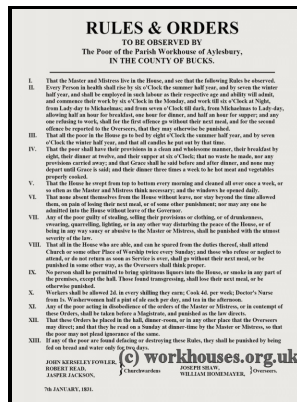 RULES & ORDERS
TO BE OBSERVED BY
The Poor of the Parish Workhouse of Aylesbury,
IN THE COUNTY OF BUCKS.
I. That the Master and Mistress live in the House, and see that the following Rules be observed.
II. Every Person in health shall rise by six o'Clock the summer half year, and by seven the winter
half year, and shall be employed in such labour as their respective age and ability will admit,
and commence their work by six o'Clock in the Monday, and work till six o'Clock at Night,
from Lady-day to Michaelmas; and from seven o'Clock till dark, from Michaelmas to Lady-day,
allowing half an hour for breakfast, one hour for dinner, and half an hour for supper; and any
one refusing to work, shall for the first offence go without their next meal, and for the second
offence be reported to the Overseers, that they may otherwise be punished.
III. That all the poor in the House go to bed by eight o'Clock the summer half year, and by seven
o'Clock the winter half year, and that all candles be put out by that time.
IV. That the poor shall have their provisions in a clean and wholesome manner, their breakfast by
eight, their dinner at twelve, and their supper at six o'Clock; that no waste be made, nor any
provisions carried away; and that Grace shall be said before and after dinner, and none may
depart until Grace is said; and their dinner three times a week to be hot meat and vegetables
properly cooked.
V. That the House be swept from top to bottom every morning and cleaned all over once a week, or
so often as the Master and Mistress think necessary; and the windows be opened daily.
VI. That none absent themselves from the House without leave, nor stay beyond the time allowed
them, on pain of losing their next meal, or of some other punishment; nor may any one be
admitted into the House without leave of the Governor.
VII. Any of the poor guilty of stealing, selling their provisions or clothing, or of drunkenness,
swearing, quarrelling, fighting, or in any other way disturbing the peace of the House, or of
being in any way saucy or abusive to the Master or Mistress, shall be punished with the utmost
severity of the law.
VIII. That all in the House who are able, and can be spared from the duties thereof, shall attend
Church or some other Place of Worship twice every Sunday; and those who refuse or neglect to
attend, or do not return as soon as Service is over, shall go without their next meal, or be
punished in some other way, as the Overseers shall think proper.
IX. No person shall be permitted to bring spirituous liquors into the House, or smoke in any part of
the premises, except the hall. Those found transgressing, shall lose their next meal, or be
otherwise punished.
X. Workers shall be allowed 2d. in every shilling they earn; Cook 4d. per week; Doctor's Nurse
from 1s. Washerwomen half a pint of ale each per day, and tea in the afternoon.
XI. Any of the poor acting in disobedience of the orders of the Master or Mistress, or in contempt of
these Orders, shall be taken before a Magistrate, and punished as the law directs.
XII. That these Orders be placed in the hall, dinner-room, or in any other place that the Overseers
may direct; and that they be read on a Sunday at dinner-time by the Master or Mistress, so that
the poor may not plead ignorance of the same.
XIII. If any of the poor are found defacing or destroying these Rules, they shall be punished by being
fed on bread and water only for two days.
JOHN KERSELEY FOWLER,
ROBERT READ,
JASPER JACKSON,
Churchwardens
JOSEPH SHAW,
WILLIAM HOMEMAYER,
Overseers.
7th JANUARY, 1831.
(c) workhouses.org.uk